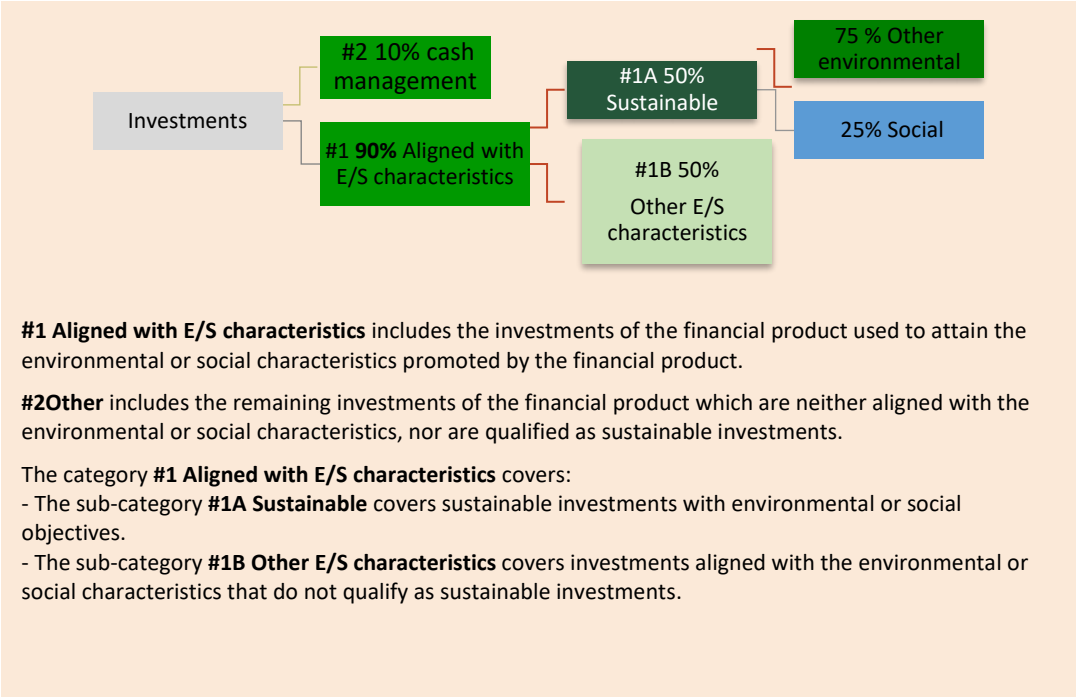 Investments
#2 10% cash
management
#1 90% Aligned with
E/S characteristics
#1A 50%
Sustainable
#1B 50%
Other E/S
characteristics
75 % Other
environmental
25% Social
#1 Aligned with E/S characteristics includes the investments of the financial product used to attain the
environmental or social characteristics promoted by the financial product.
#2Other includes the remaining investments of the financial product which are neither aligned with the
environmental or social characteristics, nor are qualified as sustainable investments.
The category #1 Aligned with E/S characteristics covers:
- The sub-category #1A Sustainable covers sustainable investments with environmental or social
objectives.
- The sub-category #1B Other E/S characteristics covers investments aligned with the environmental or
social characteristics that do not qualify as sustainable investments.